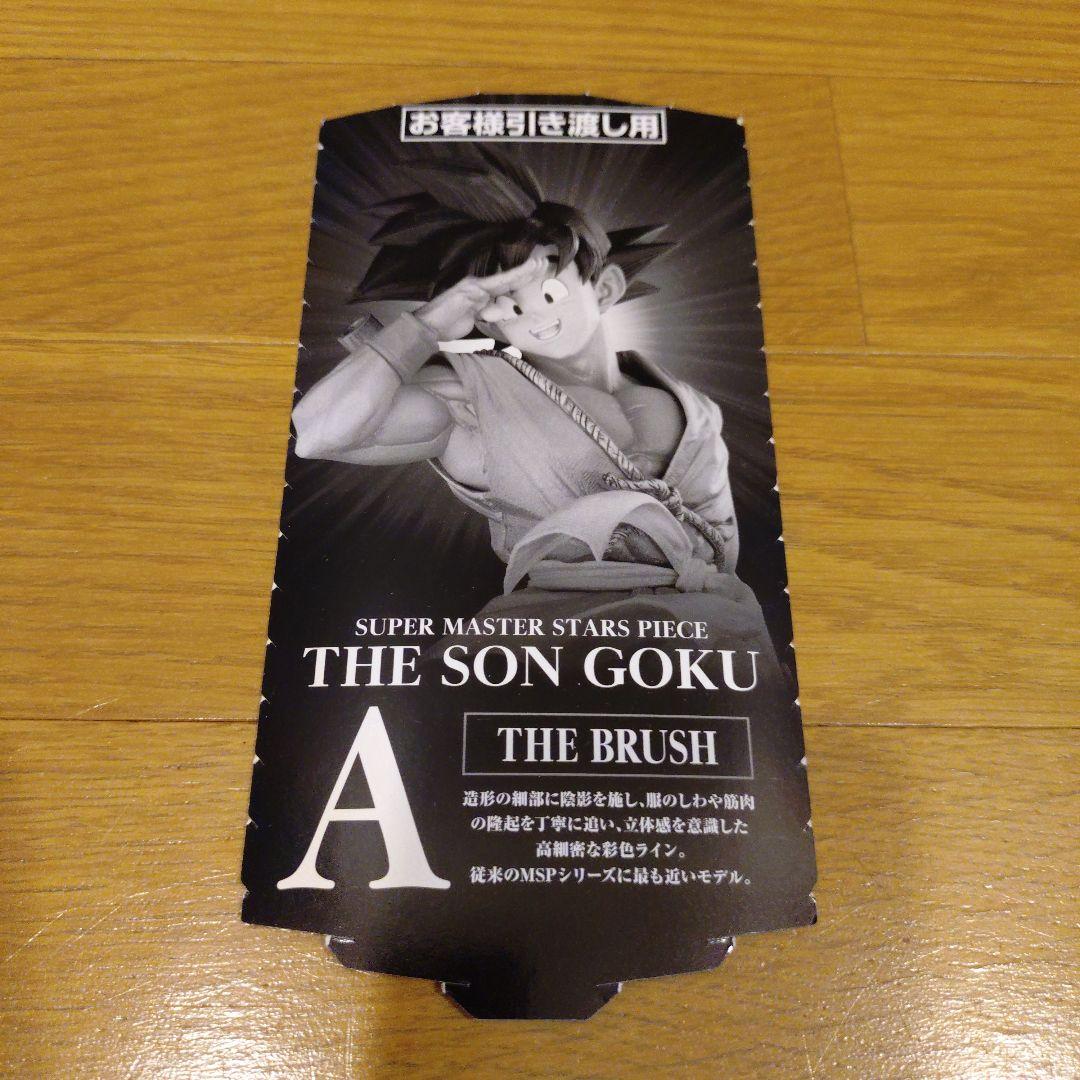 お客様引き渡し用
SUPER MASTER STARS PIECE
THE SON GOKU
A
THE BRUSH
造形の細部に陰影を施し、服のしわや筋肉
の隆起を丁寧に追い、立体感を意識した
高細密な彩色ライン。
従来のMSPシリーズに最も近いモデル。